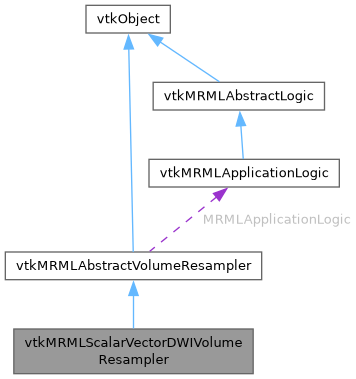 vtkObject
vtkMRMLAbstractLogic
vtkMRMLApplicationLogic
MRMLApplicationLogic
vtkMRMLAbstractVolumeResampler
vtkMRMLScalarVectorDWIVolume
Resampler